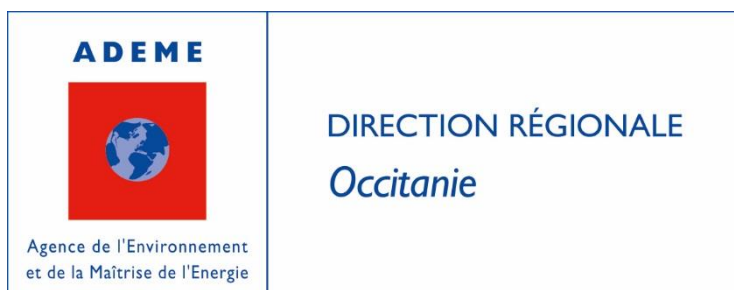 ADEME
Agence de l'Environnement
et de la Maîtrise de l'Energie
DIRECTION RÉGIONALE
Occitanie